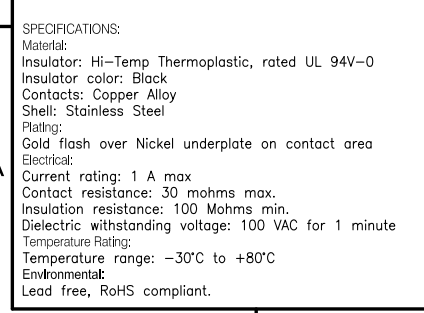 SPECIFICATIONS:
Material:
Insulator: Hi-Temp Thermoplastic, rated UL 94V-0
Insulator color: Black
Contacts: Copper Alloy
Shell: Stainless Steel
Plating:
Gold flash over Nickel underplate on contact area
Electrical:
Current rating: 1 A max
Contact resistance: 30 mohms max.
Insulation resistance: 100 Mohms min.
Dielectric withstanding voltage: 100 VAC for 1 minute
Temperature Rating:
Temperature range: -30°C to +80°C
Environmental:
Lead free, RoHS compliant.